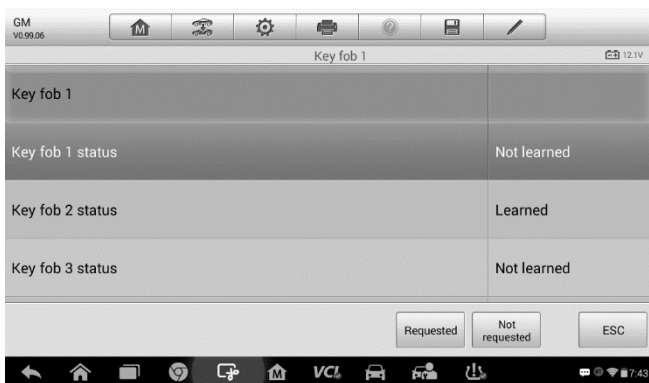 GM
V0.99.06
M
Key fob 1
12.1V
Key fob 1
Key fob 1 status Not learned
Key fob 2 status Learned
Key fob 3 status Not learned
Requested
Not
requested
ESC
M
VCI
7:43